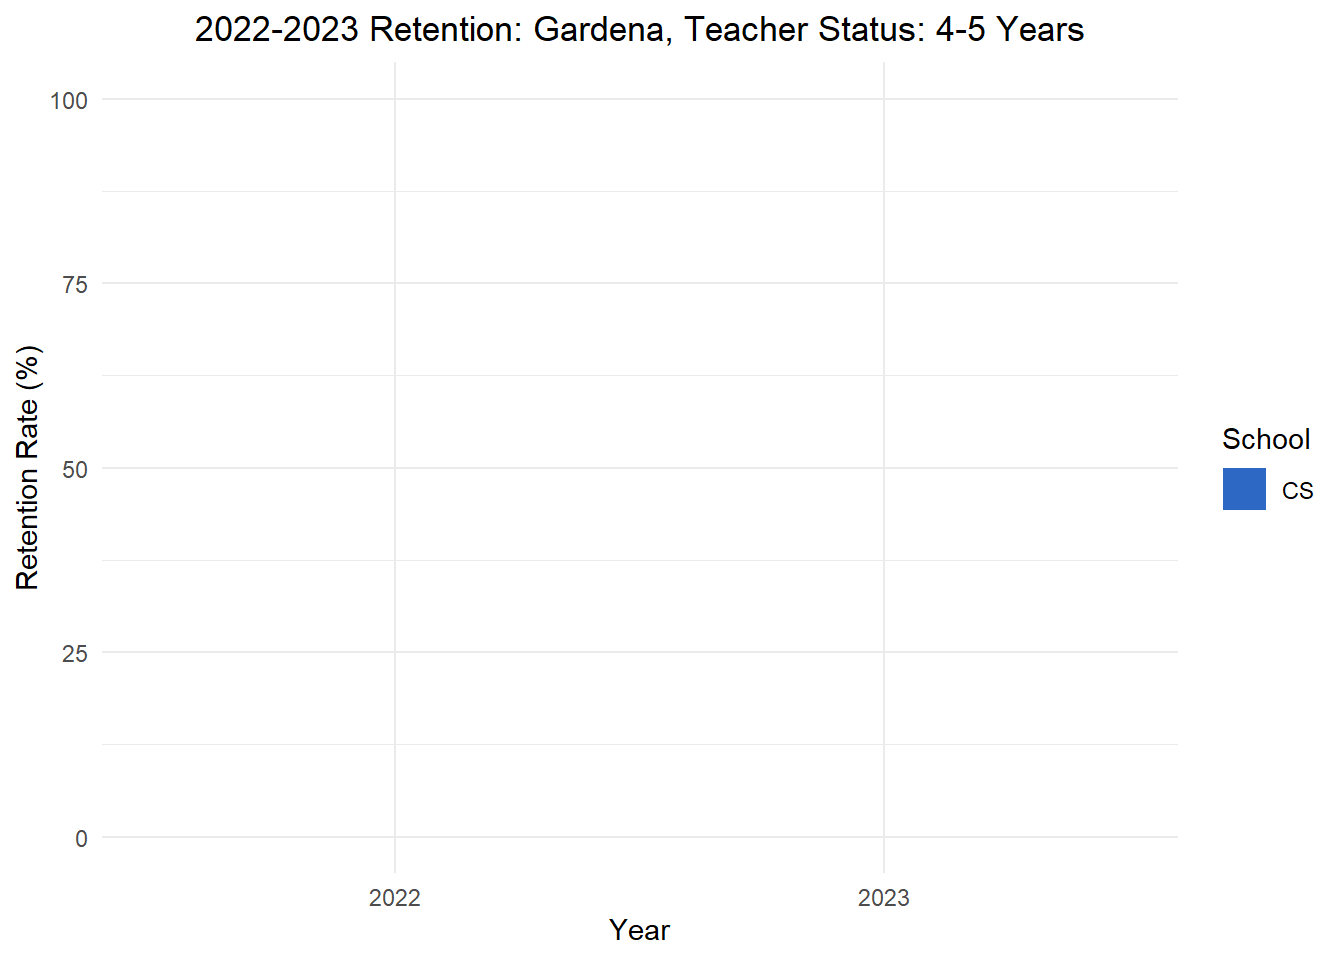 2022-2023 Retention: Gardena, Teacher Status: 4-5 Years
100
75
50
25
0
Retention Rate (%)
2022
2023
Year
School
CS